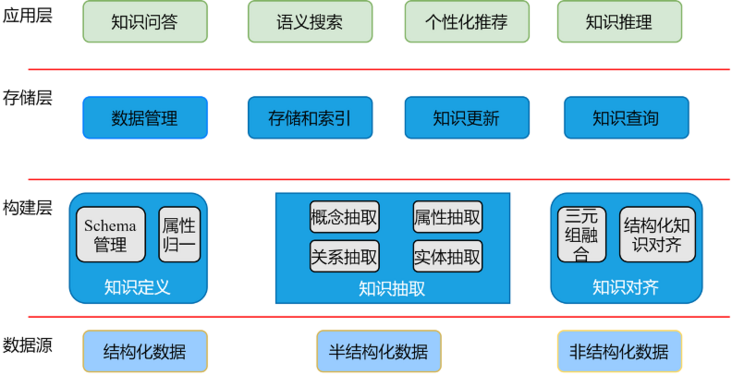 应用层
知识问答
语义搜索
个性化推荐
知识推理
存储层
数据管理
存储和索引
知识更新
知识查询
构建层
Schema
管理
属性
归一
知识定义
概念抽取
属性抽取
关系抽取
实体抽取
知识抽取
三元
组融
合
结构化知
识对齐
知识对齐
数据源
结构化数据
半结构化数据
非结构化数据